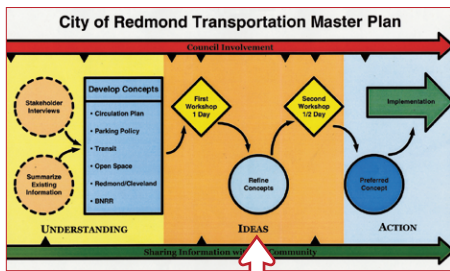 City of Redmond Transportation Master Plan
Council Involvement
Stakeholder
Interviews
Summarize
Existing
Information
Develop Concepts
• Circulation Plan
• Parking Policy
• Transit
• Open Space
• Redmond/Cleveland
• BNRR
First
Workshop
1 Day
Refine
Concepts
Second
Workshop
1/2 Day
Preferred
Concept
Implementation
UNDERSTANDING
IDEAS
ACTION
Sharing Information with Community